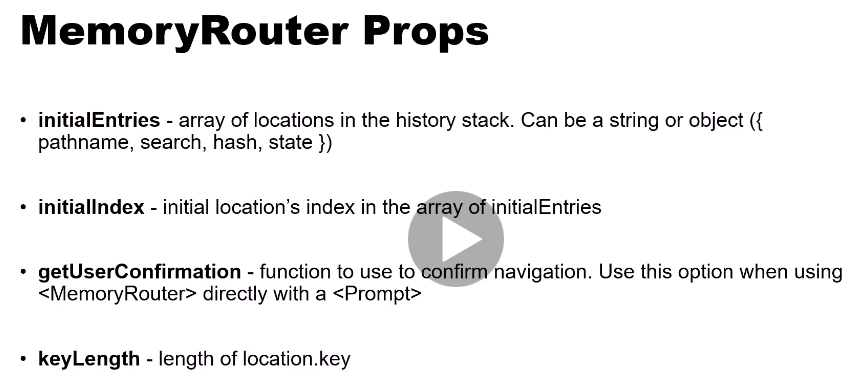 MemoryRouter Props
• initialEntries - array of locations in the history stack. Can be a string or object ({
pathname, search, hash, state })
• initialIndex - initial location’s index in the array of initialEntries
• getUserConfirmation - function to use to confirm navigation. Use this option when using
<MemoryRouter> directly with a <Prompt>
• keyLength - length of location.key